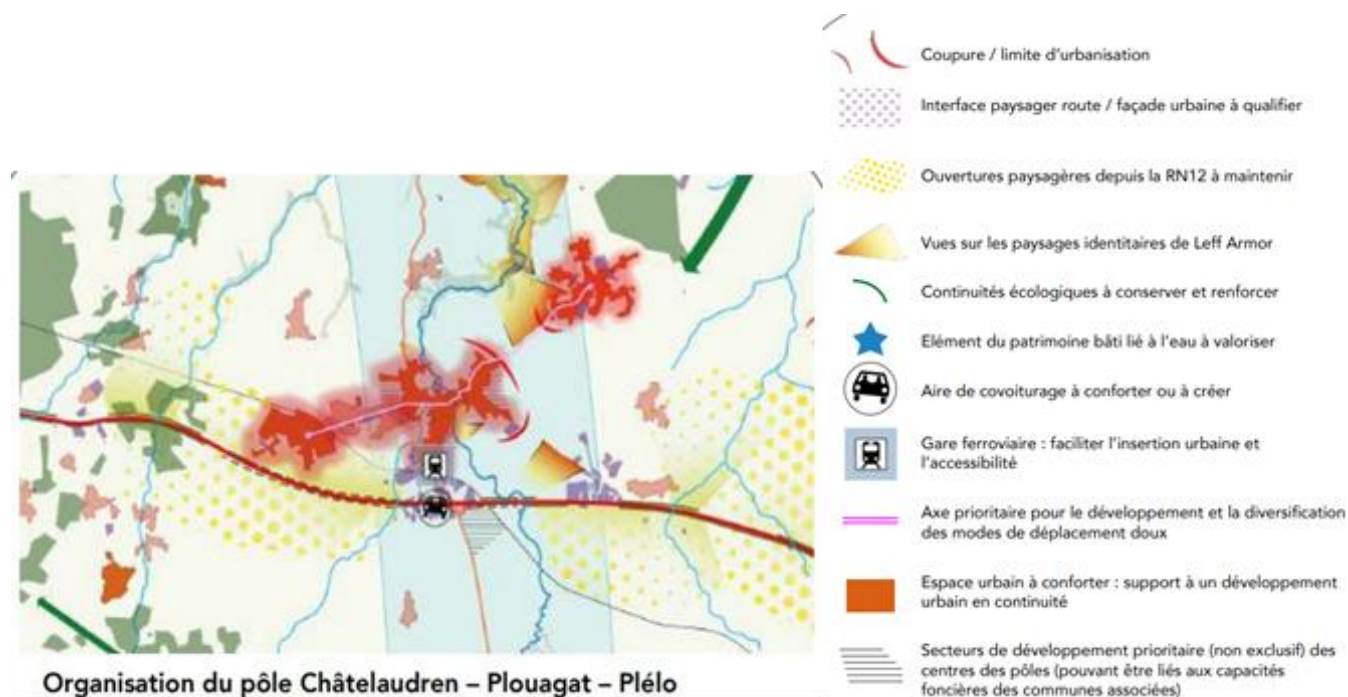 Coupure / limite d'urbanisation
Interface paysager route / façade urbaine à qualifier
Ouvertures paysagères depuis la RN12 à maintenir
Vues sur les paysages identitaires de Leff Armor
Continuités écologiques à conserver et renforcer
Elément du patrimoine bâti lié à l'eau à valoriser
Aire de covoiturage à conforter ou à créer
Gare ferroviaire : faciliter l'insertion urbaine et
l'accessibilité
Axe prioritaire pour le développement et la diversification
des modes de déplacement doux
Espace urbain à conforter : support à un développement
urbain en continuité
Secteurs de développement prioritaire (non exclusif) des
centres des pôles (pouvant être liés aux capacités
foncières des communes associées)
Organisation du pôle Châtelaudren – Plouagat – Plélo